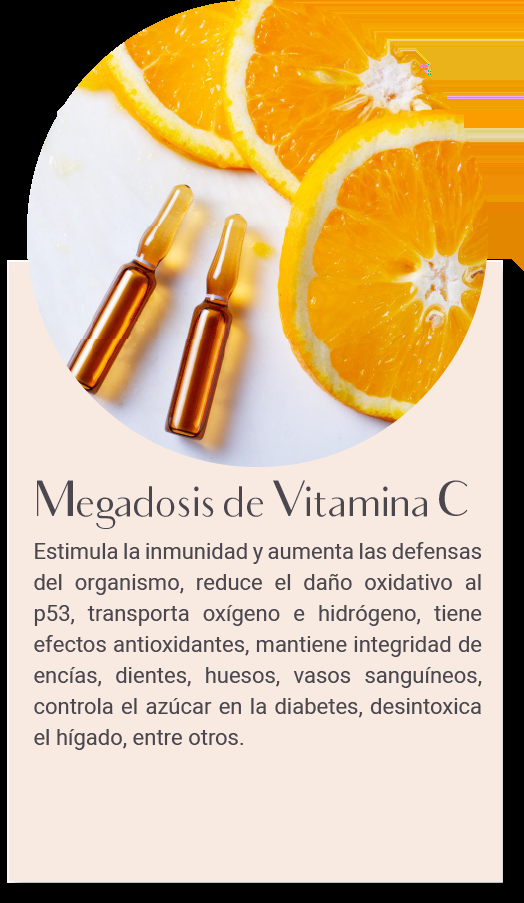 Megadosis de Vitamina C
Estimula la inmunidad y aumenta las defensas
del organismo, reduce el daño oxidativo al
p53, transporta oxígeno e hidrógeno, tiene
efectos antioxidantes, mantiene integridad de
encías, dientes, huesos, vasos sanguíneos,
controla el azúcar en la diabetes, desintoxica
el hígado, entre otros.